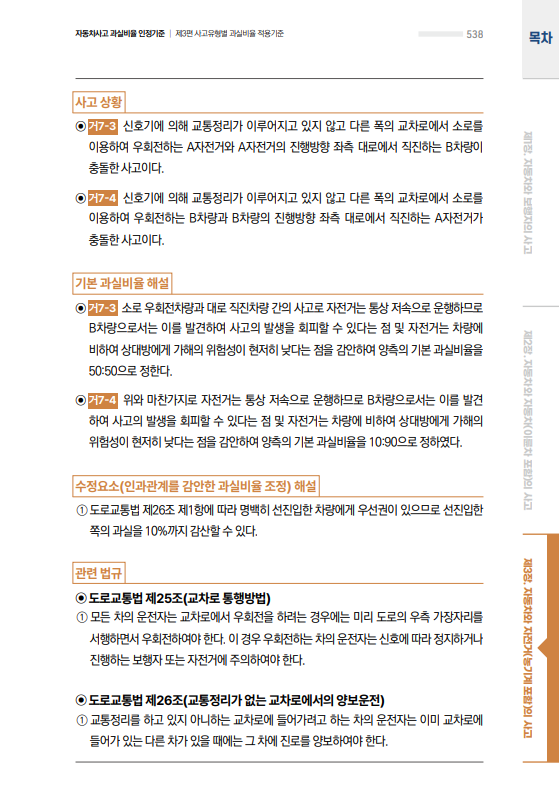 자동차사고 과실비율 인정기준 | 제3편 사고유형별 과실비율 적용기준
538
목차
사고 상황
◉ 거7-3 신호기에 의해 교통정리가 이루어지고 있지 않고 다른 폭의 교차로에서 소로를
이용하여 우회전하는 A자전거와 A자전거의 진행방향 좌측 대로에서 직진하는 B차량이
충돌한 사고이다.
◉ 거7-4 신호기에 의해 교통정리가 이루어지고 있지 않고 다른 폭의 교차로에서 소로를
이용하여 우회전하는 B차량과 B차량의 진행방향 좌측 대로에서 직진하는 A자전거가
충돌한 사고이다.
기본 과실비율 해설
◉ 거7-3 소로 우회전차량과 대로 직진차량 간의 사고로 자전거는 통상 저속으로 운행하므로
B차량으로서는 이를 발견하여 사고의 발생을 회피할 수 있다는 점 및 자전거는 차량에
비하여 상대방에게 가해의 위험성이 현저히 낮다는 점을 감안하여 양측의 기본 과실비율을
50:50으로 정한다.
◉ 거7-4 위와 마찬가지로 자전거는 통상 저속으로 운행하므로 B차량으로서는 이를 발견
하여 사고의 발생을 회피할 수 있다는 점 및 자전거는 차량에 비하여 상대방에게 가해의
위험성이 현저히 낮다는 점을 감안하여 양측의 기본 과실비율을 10:90으로 정하였다.
수정요소(인과관계를 감안한 과실비율 조정) 해설
① 도로교통법 제26조 제1항에 따라 명백히 선진입한 차량에게 우선권이 있으므로 선진입한
쪽의 과실을 10%까지 감산할 수 있다.
관련 법규
◉ 도로교통법 제25조(교차로 통행방법)
① 모든 차의 운전자는 교차로에서 우회전을 하려는 경우에는 미리 도로의 우측 가장자리를
서행하면서 우회전하여야 한다. 이 경우 우회전하는 차의 운전자는 신호에 따라 정지하거나
진행하는 보행자 또는 자전거에 주의하여야 한다.
◉ 도로교통법 제26조(교통정리가 없는 교차로에서의 양보운전)
① 교통정리를 하고 있지 아니하는 교차로에 들어가려고 하는 차의 운전자는 이미 교차로에
들어가 있는 다른 차가 있을 때에는 그 차에 진로를 양보하여야 한다.
제1장. 자동차와 보행자의 사고
제2장. 자동차와 자동차(이륜차 포함)의 사고
제3장. 자동차와 자전거(농기계 포함)의 사고